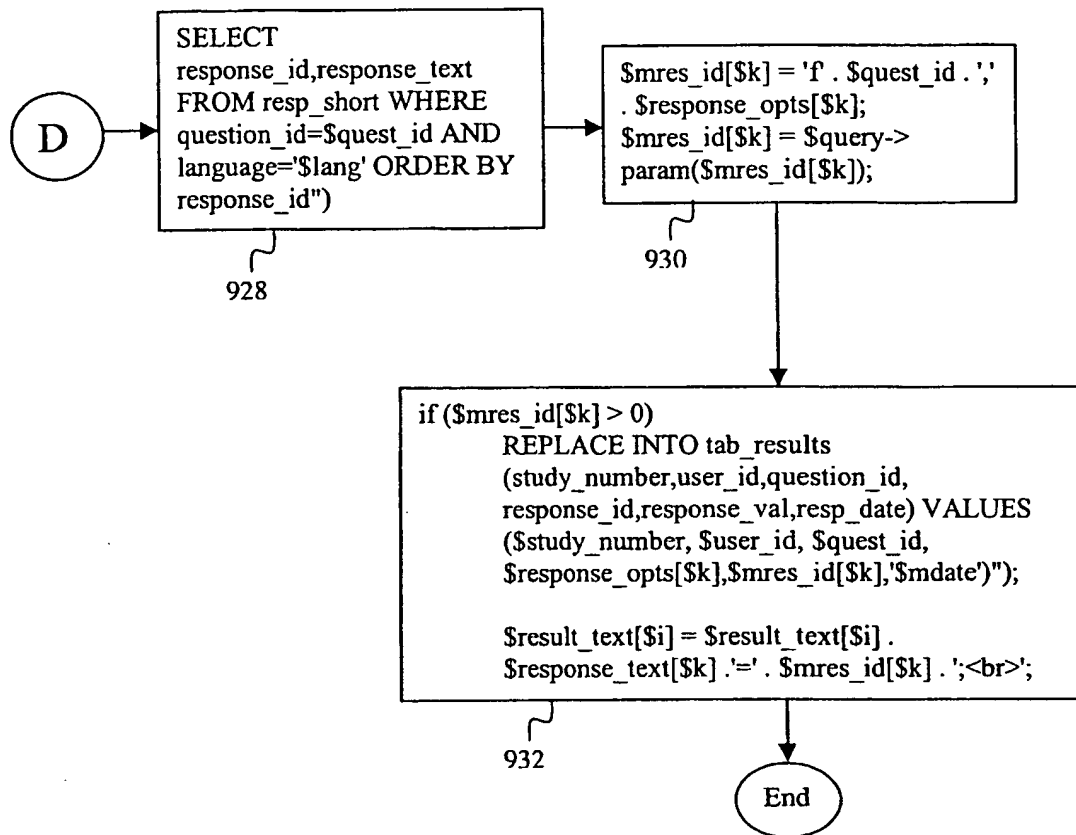 D
SELECT
response_id,response_text
FROM resp_short WHERE
question_id=$quest_id AND
language='$lang' ORDER BY
response_id")
928
$mres_id[$k] = 'f' . $quest_id . ','
. $response_opts[$k];
$mres_id[$k] = $query->
param($mres_id[$k]);
930
if ($mres_id[$k] > 0)
REPLACE INTO tab_results
(study_number,user_id,question_id,
response_id,response_val,resp_date) VALUES
($study_number, $user_id, $quest_id,
$response_opts[$k],$mres_id[$k],'$mdate')");
$result_text[$i] = $result_text[$i] .
$response_text[$k] .'=' . $mres_id[$k] . ';<br>';
932
End